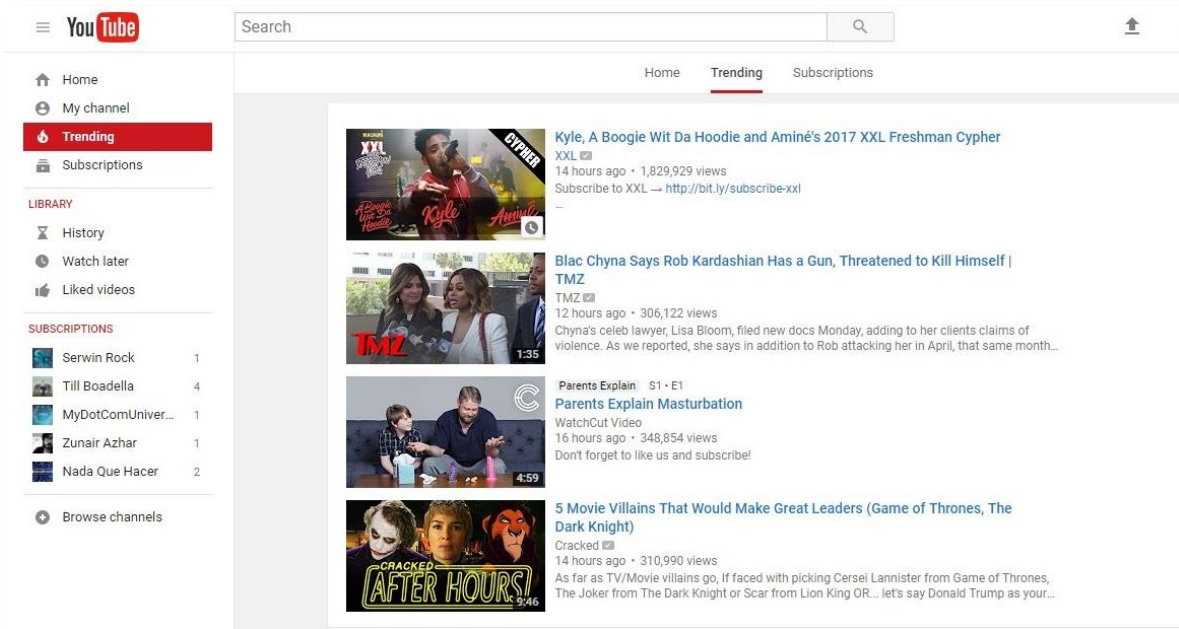 You Tube
Search
Home
My channel
Trending
Subscriptions
LIBRARY
History
Watch later
Liked videos
SUBSCRIPTIONS
Serwin Rock 1
Till Boadella 4
MyDotComUniver... 1
Zunair Azhar 1
Nada Que Hacer 2
Browse channels
Home Trending Subscriptions
XXL
CYPHER
A Boogie
Wit Da
Hoodie
Kyle
Aminé
Kyle, A Boogie Wit Da Hoodie and Aminé's 2017 XXL Freshman Cypher
XXL
14 hours ago • 1,829,929 views
Subscribe to XXL → http://bit.ly/subscribe-xxl
...
TMZ
1:35
Blac Chyna Says Rob Kardashian Has a Gun, Threatened to Kill Himself |
TMZ
TMZ
12 hours ago • 306,122 views
Chyna's celeb lawyer, Lisa Bloom, filed new docs Monday, adding to her clients claims of
violence. As we reported, she says in addition to Rob attacking her in April, that same month...
4:59
Parents Explain S1 • E1
Parents Explain Masturbation
WatchCut Video
16 hours ago • 348,854 views
Don't forget to like us and subscribe!
CRACKED
AFTER HOURS
9:46
5 Movie Villains That Would Make Great Leaders (Game of Thrones, The
Dark Knight)
Cracked
14 hours ago • 310,990 views
As far as TV/Movie villains go, If faced with picking Cersei Lannister from Game of Thrones,
The Joker from The Dark Knight or Scar from Lion King OR... let's say Donald Trump as your...